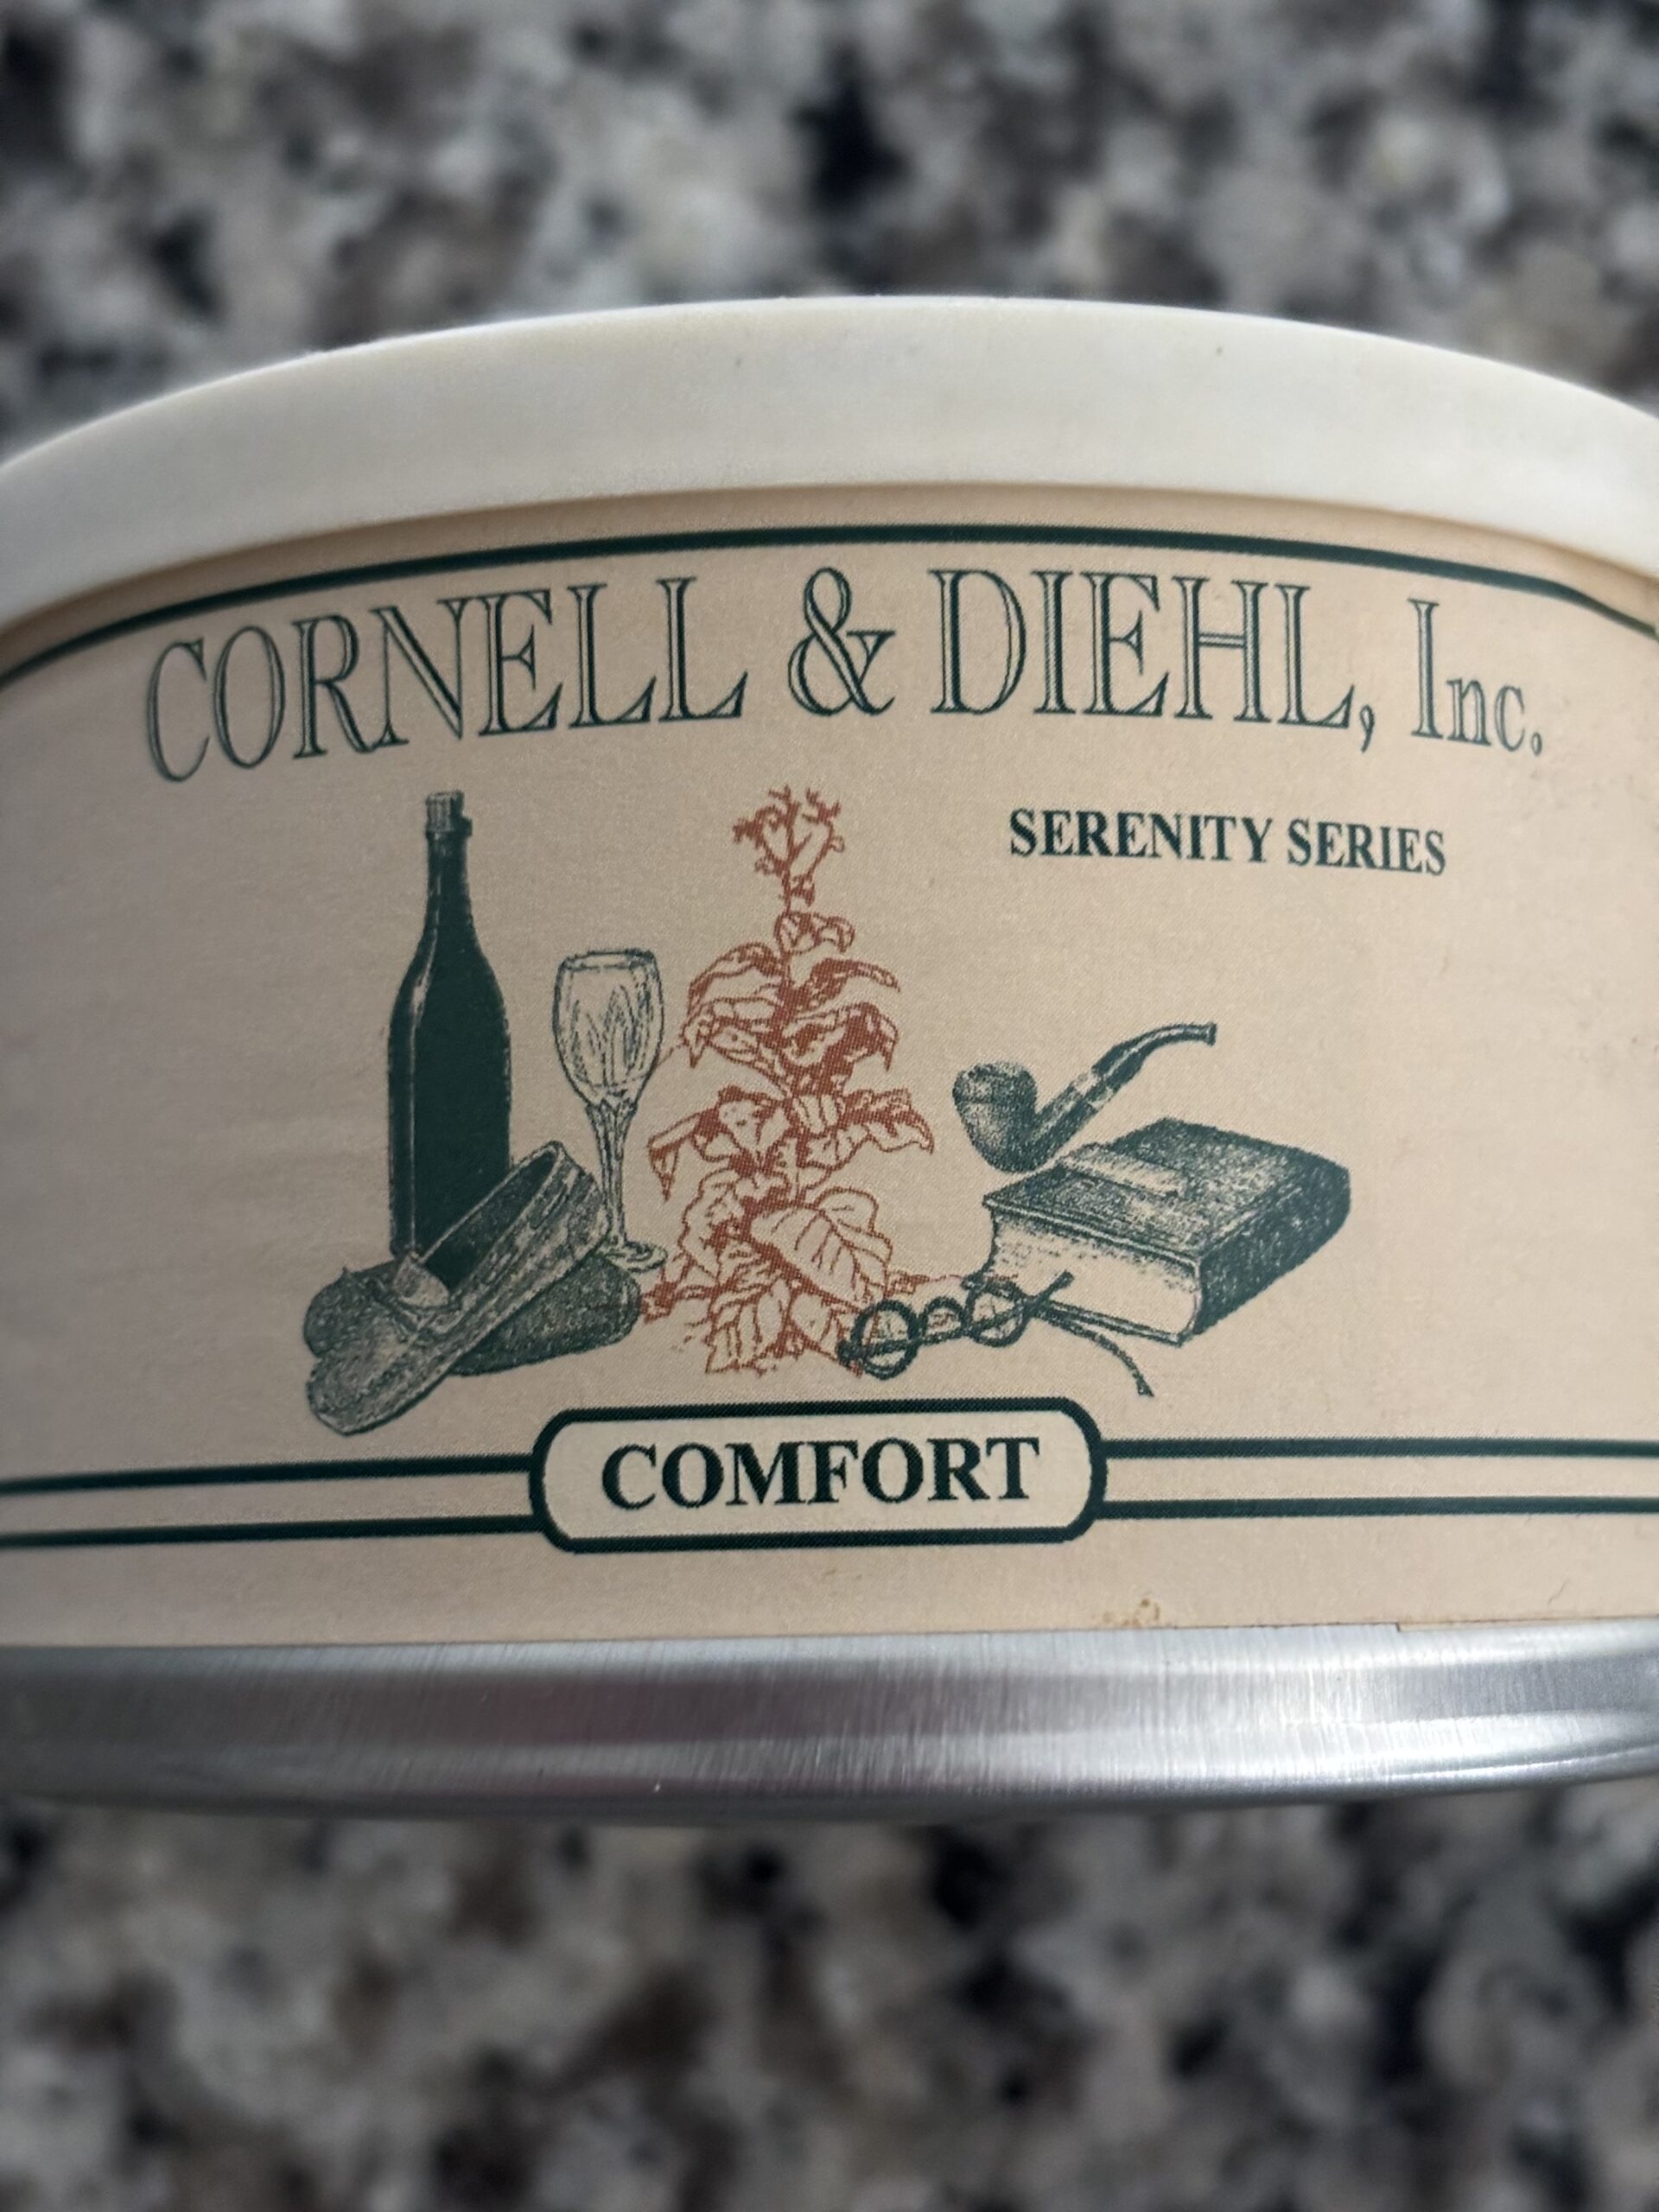 CORNELL & DIEHL, Inc.
SERENITY SERIES
COMFORT